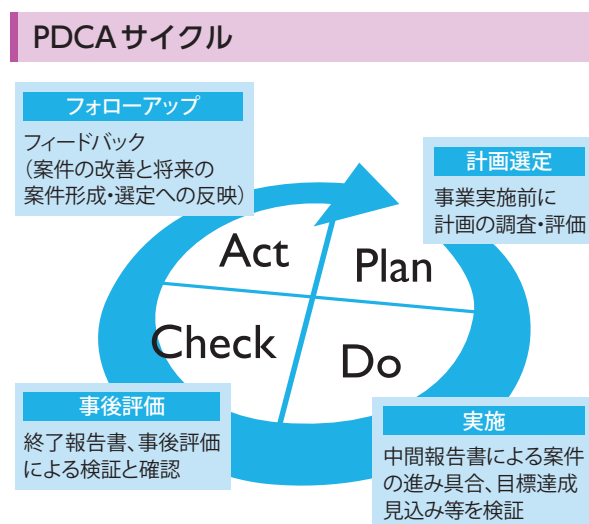 PDCAサイクル
フォローアップ
フィードバック
（案件の改善と将来の
案件形成・選定への反映）
計画選定
事業実施前に
計画の調査・評価
Act
Plan
Check
Do
事後評価
終了報告書、事後評価
による検証と確認
実施
中間報告書による案件
の進み具合、目標達成
見込み等を検証